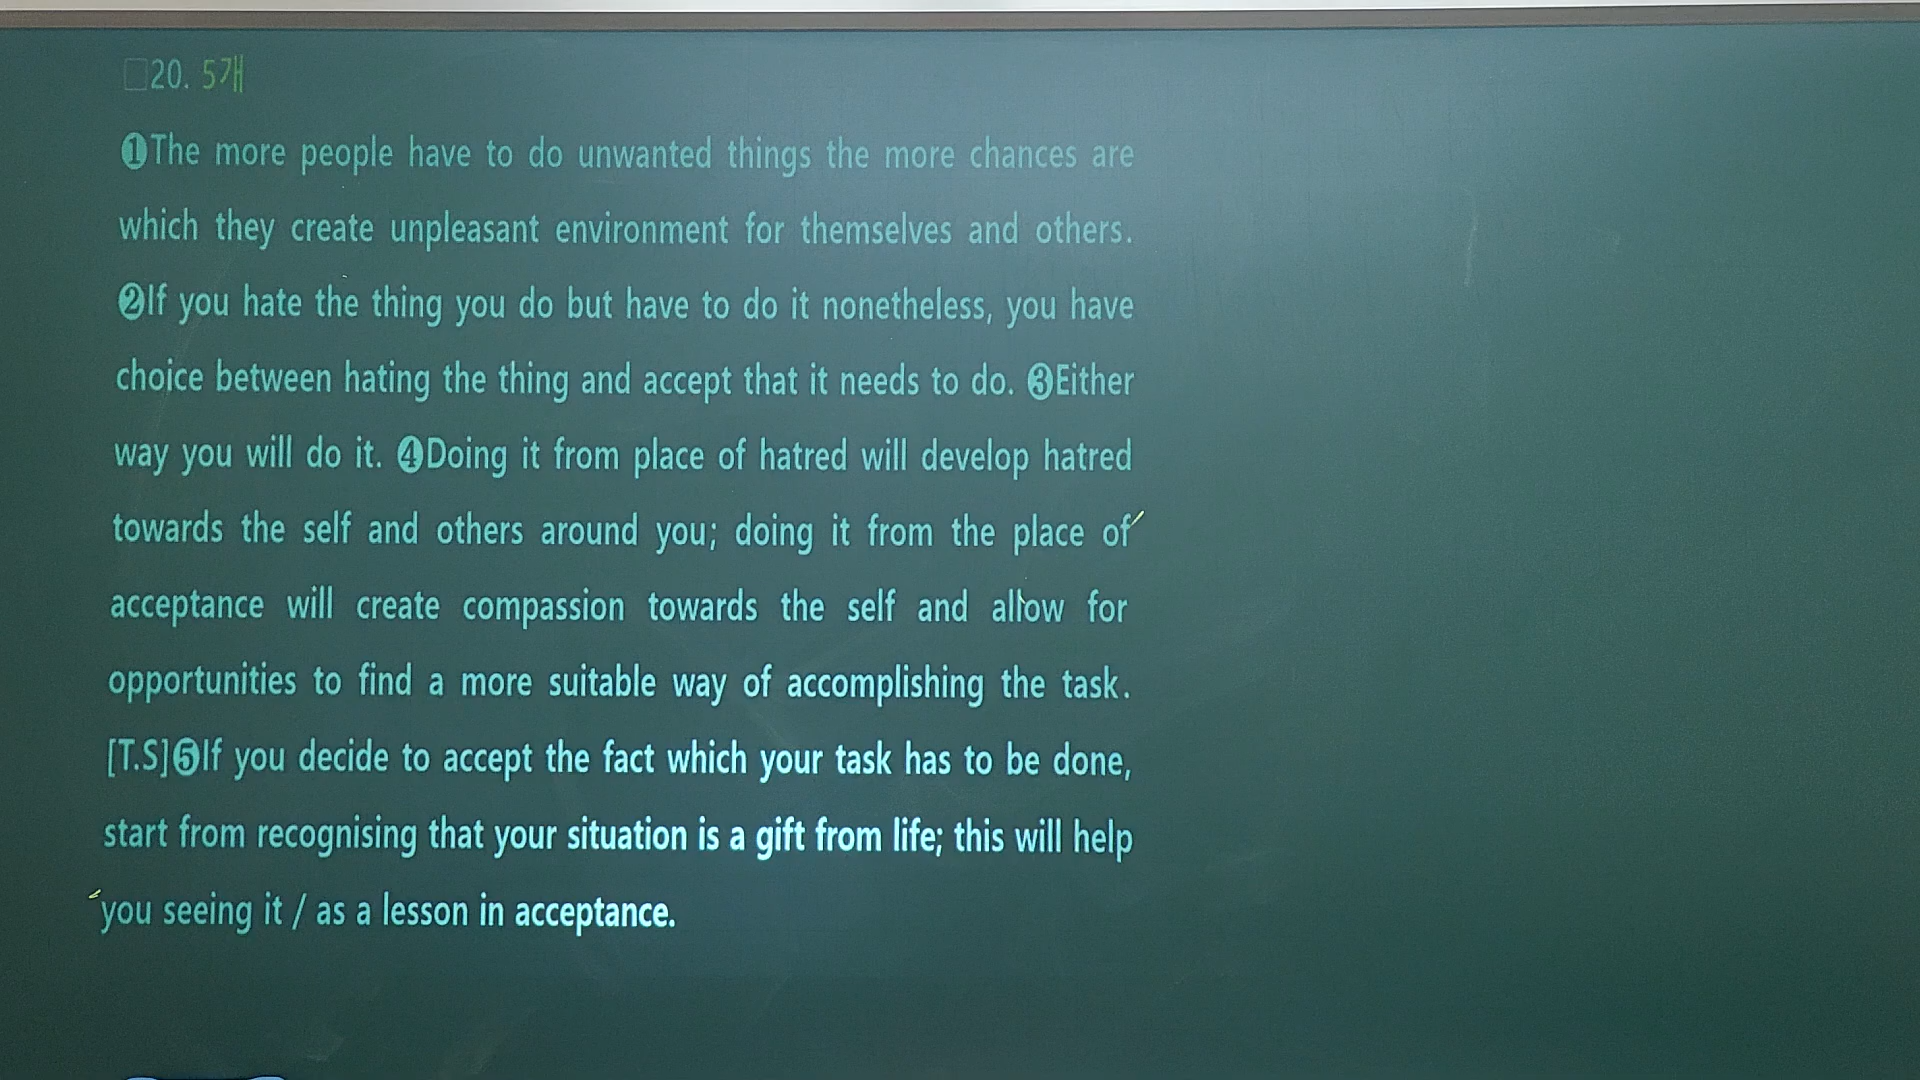 □20. 5개
❶The more people have to do unwanted things the more chances are
which they create unpleasant environment for themselves and others.
❷If you hate the thing you do but have to do it nonetheless, you have
choice between hating the thing and accept that it needs to do. ❸Either
way you will do it. ❹Doing it from place of hatred will develop hatred
towards the self and others around you; doing it from the place of
acceptance will create compassion towards the self and allow for
opportunities to find a more suitable way of accomplishing the task.
[T.S]❺If you decide to accept the fact which your task has to be done,
start from recognising that your situation is a gift from life; this will help
you seeing it / as a lesson in acceptance.